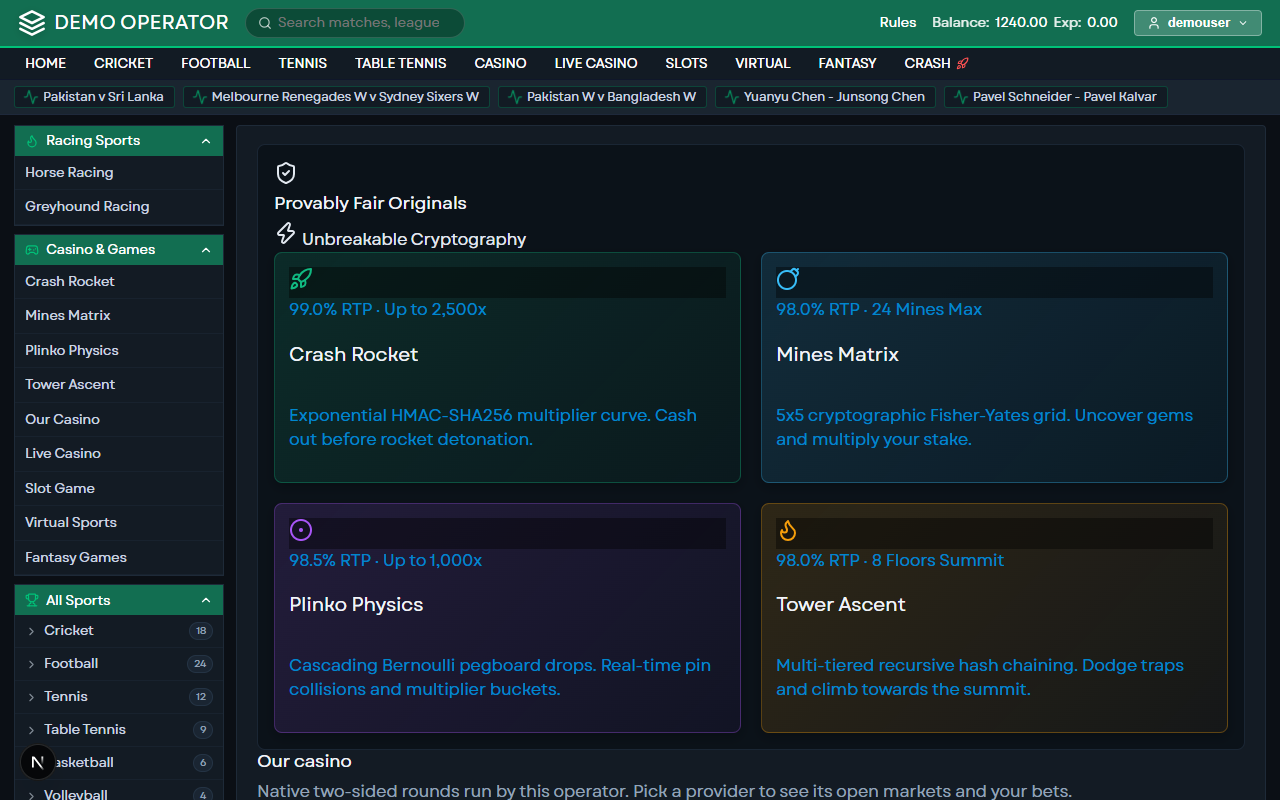 DEMO OPERATOR
Search matches, league
Rules
Balance: 1240.00 Exp: 0.00
demouser
HOME
CRICKET
FOOTBALL
TENNIS
TABLE TENNIS
CASINO
LIVE CASINO
SLOTS
VIRTUAL
FANTASY
CRASH
Pakistan v Sri Lanka
Melbourne Renegades W v Sydney Sixers W
Pakistan W v Bangladesh W
Yuanyu Chen - Junsong Chen
Pavel Schneider - Pavel Kalvar
Racing Sports
Horse Racing
Greyhound Racing
Casino & Games
Crash Rocket
Mines Matrix
Plinko Physics
Tower Ascent
Our Casino
Live Casino
Slot Game
Virtual Sports
Fantasy Games
All Sports
Cricket 18
Football 24
Tennis 12
Table Tennis 9
N
asketball 6
Volleyball 4
Provably Fair Originals
Unbreakable Cryptography
99.0% RTP · Up to 2,500x
Crash Rocket
Exponential HMAC-SHA256 multiplier curve. Cash
out before rocket detonation.
98.0% RTP · 24 Mines Max
Mines Matrix
5x5 cryptographic Fisher-Yates grid. Uncover gems
and multiply your stake.
98.5% RTP · Up to 1,000x
Plinko Physics
Cascading Bernoulli pegboard drops. Real-time pin
collisions and multiplier buckets.
98.0% RTP · 8 Floors Summit
Tower Ascent
Multi-tiered recursive hash chaining. Dodge traps
and climb towards the summit.
Our casino
Native two-sided rounds run by this operator. Pick a provider to see its open markets and your bets.